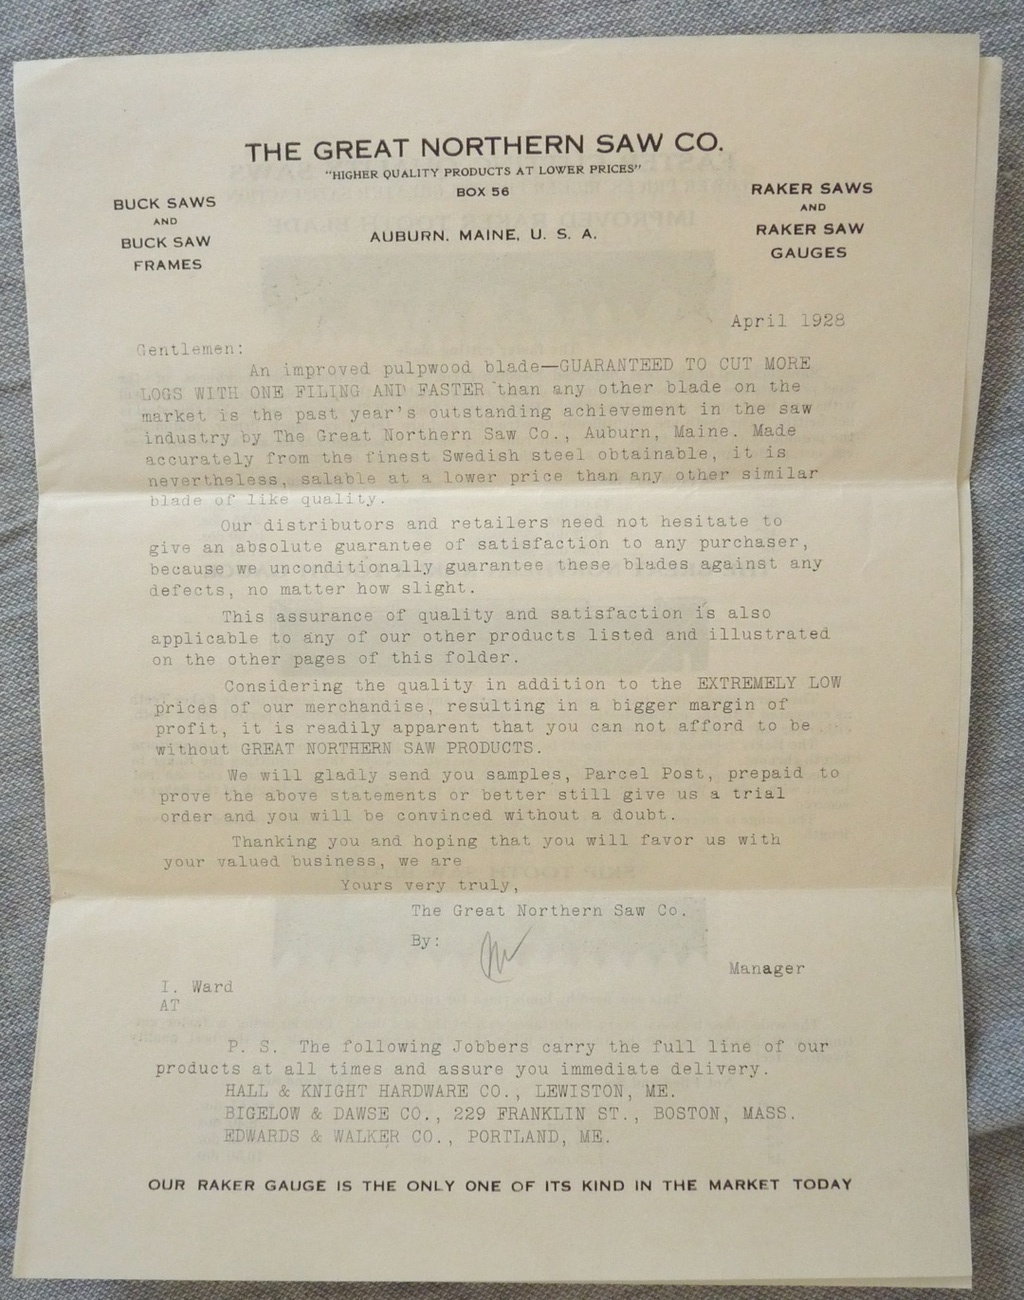 THE GREAT NORTHERN SAW CO.
"HIGHER QUALITY PRODUCTS AT LOWER PRICES"
BOX 56
AUBURN, MAINE, U. S. A.
BUCK SAWS
AND
BUCK SAW
FRAMES
RAKER SAWS
AND
RAKER SAW
GAUGES
April 1928
Gentlemen:
An improved pulpwood blade—GUARANTEED TO CUT MORE
LOGS WITH ONE FILING AND FASTER than any other blade on the
market is the past year's outstanding achievement in the saw
industry by The Great Northern Saw Co., Auburn, Maine. Made
accurately from the finest Swedish steel obtainable, it is
nevertheless, salable at a lower price than any other similar
blade of like quality.
Our distributors and retailers need not hesitate to
give an absolute guarantee of satisfaction to any purchaser,
because we unconditionally guarantee these blades against any
defects, no matter how slight.
This assurance of quality and satisfaction is also
applicable to any of our other products listed and illustrated
on the other pages of this folder.
Considering the quality in addition to the EXTREMELY LOW
prices of our merchandise, resulting in a bigger margin of
profit, it is readily apparent that you can not afford to be
without GREAT NORTHERN SAW PRODUCTS.
We will gladly send you samples, Parcel Post, prepaid to
prove the above statements or better still give us a trial
order and you will be convinced without a doubt.
Thanking you and hoping that you will favor us with
your valued business, we are
Yours very truly,
The Great Northern Saw Co.
By:
Manager
I. Ward
AT
P. S. The following Jobbers carry the full line of our
products at all times and assure you immediate delivery.
HALL & KNIGHT HARDWARE CO., LEWISTON, ME.
BIGELOW & DAWSE CO., 229 FRANKLIN ST., BOSTON, MASS.
EDWARDS & WALKER CO., PORTLAND, ME.
OUR RAKER GAUGE IS THE ONLY ONE OF ITS KIND IN THE MARKET TODAY